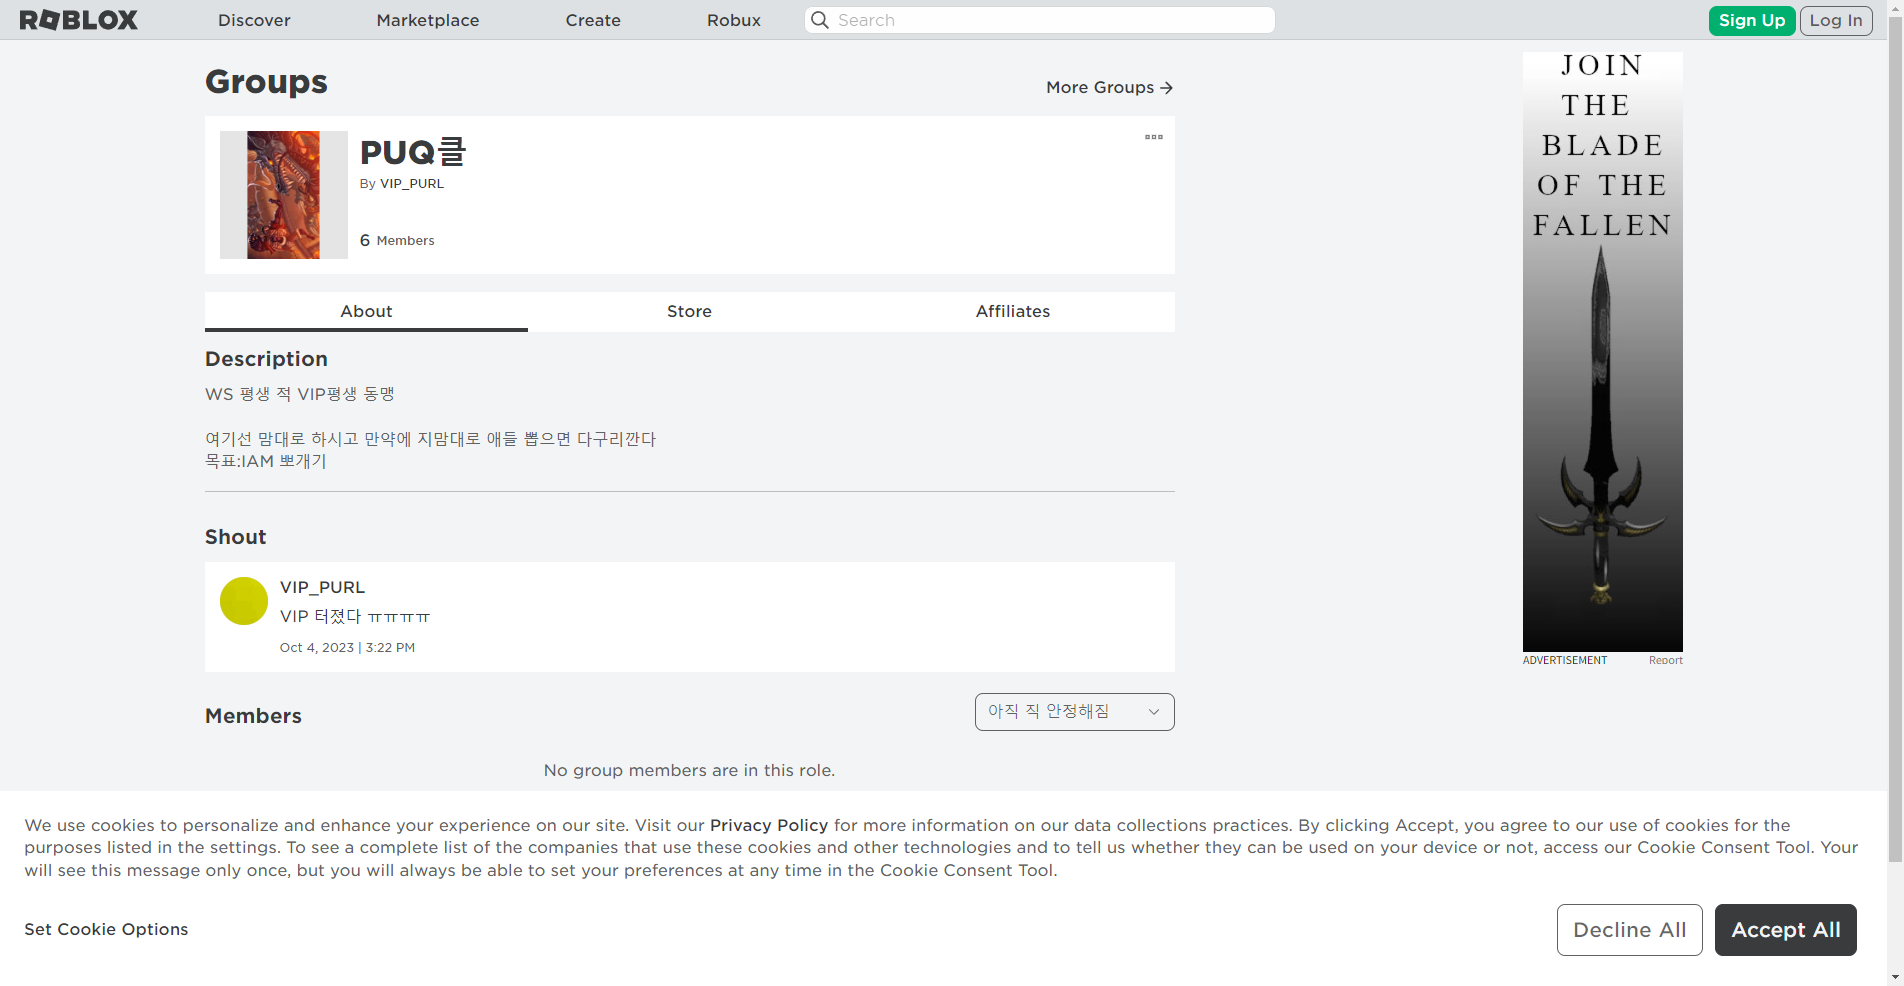 ROBLOX
Discover
Marketplace
Create
Robux
Search
Sign Up
Log In
Groups
More Groups
PUQ클
By VIP_PURL
6 Members
About
Store
Affiliates
Description
WS 평생 적 VIP평생 동맹
여기선 맘대로 하시고 만약에 지맘대로 애들 뽑으면 다구리깐다
목표:IAM 뽀개기
Shout
VIP_PURL
VIP 터졌다 ㅠㅠㅠㅠ
Oct 4, 2023 | 3:22 PM
Members
아직 직 안정해짐
No group members are in this role.
JOIN
THE
BLADE
OF THE
FALLEN
ADVERTISEMENT
Report
We use cookies to personalize and enhance your experience on our site. Visit our Privacy Policy for more information on our data collections practices. By clicking Accept, you agree to our use of cookies for the
purposes listed in the settings. To see a complete list of the companies that use these cookies and other technologies and to tell us whether they can be used on your device or not, access our Cookie Consent Tool. Your
will see this message only once, but you will always be able to set your preferences at any time in the Cookie Consent Tool.
Set Cookie Options
Decline All
Accept All